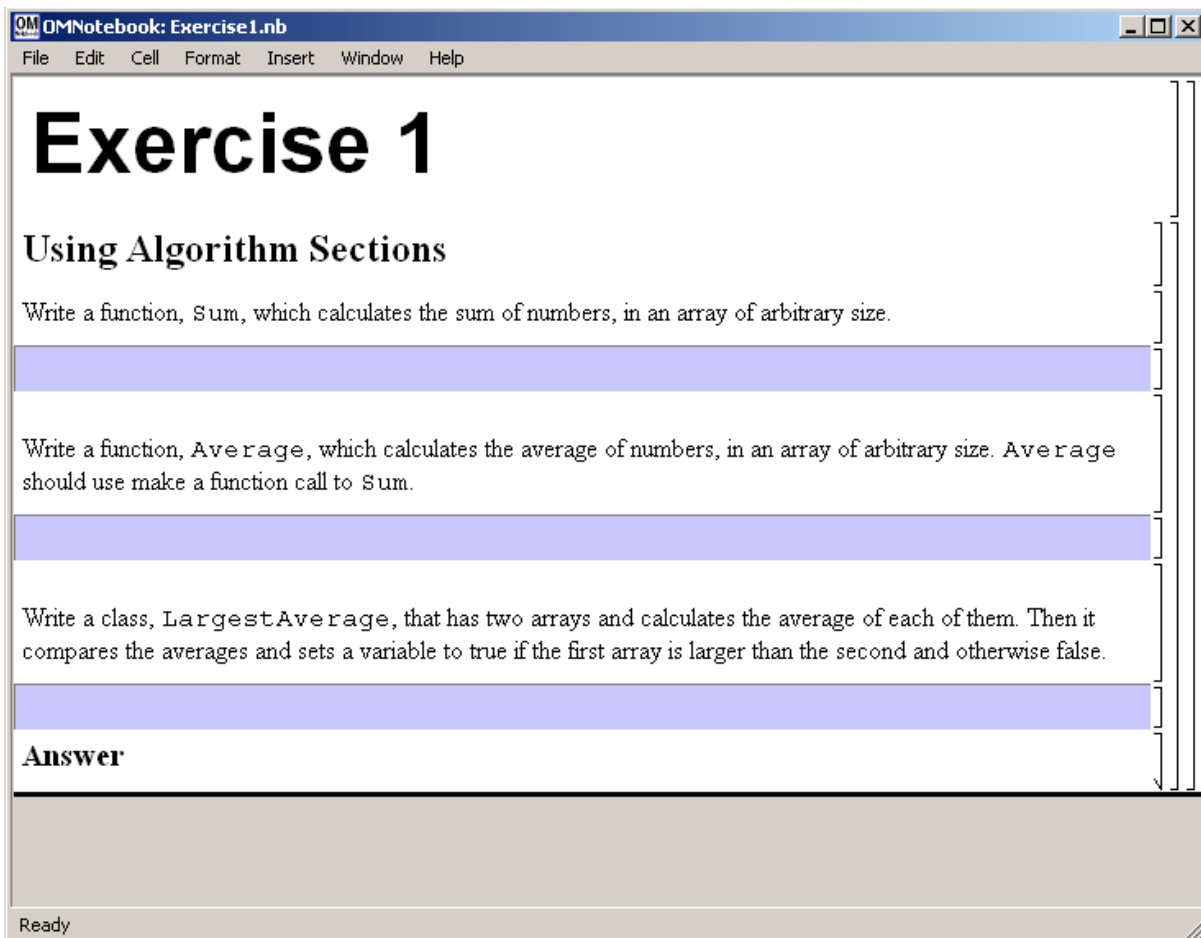 OMNotebook: Exercise1.nb
File Edit Cell Format Insert Window Help
Exercise 1
Using Algorithm Sections
Write a function, Sum, which calculates the sum of numbers, in an array of arbitrary size.
Write a function, Average, which calculates the average of numbers, in an array of arbitrary size. Average
should use make a function call to Sum.
Write a class, LargestAverage, that has two arrays and calculates the average of each of them. Then it
compares the averages and sets a variable to true if the first array is larger than the second and otherwise false.
Answer
Ready